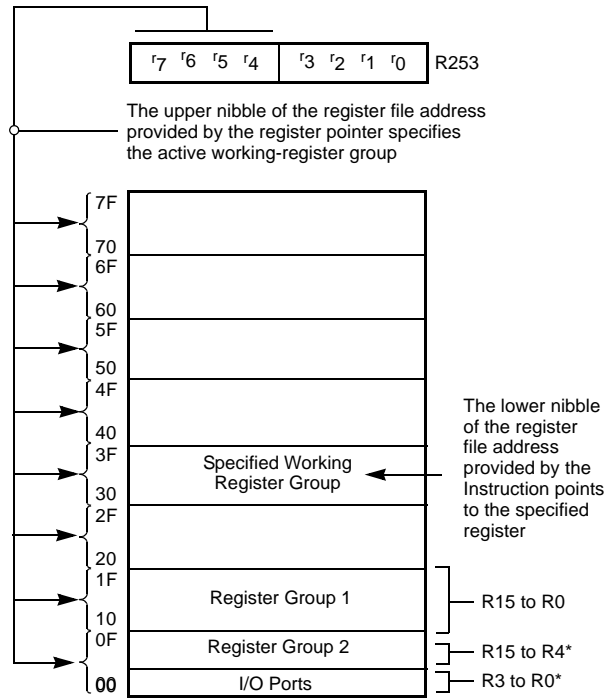 r7 r6 r5 r4 r3 r2 r1 r0 R253
The upper nibble of the register file address
provided by the register pointer specifies
the active working-register group
7F
70
6F
60
5F
50
4F
40
3F
Specified Working
Register Group
30
2F
The lower nibble
of the register
file address
provided by the
Instruction points
to the specified
register
20
1F
Register Group 1
R15 to R0
10
0F
Register Group 2
R15 to R4*
00
I/O Ports
R3 to R0*